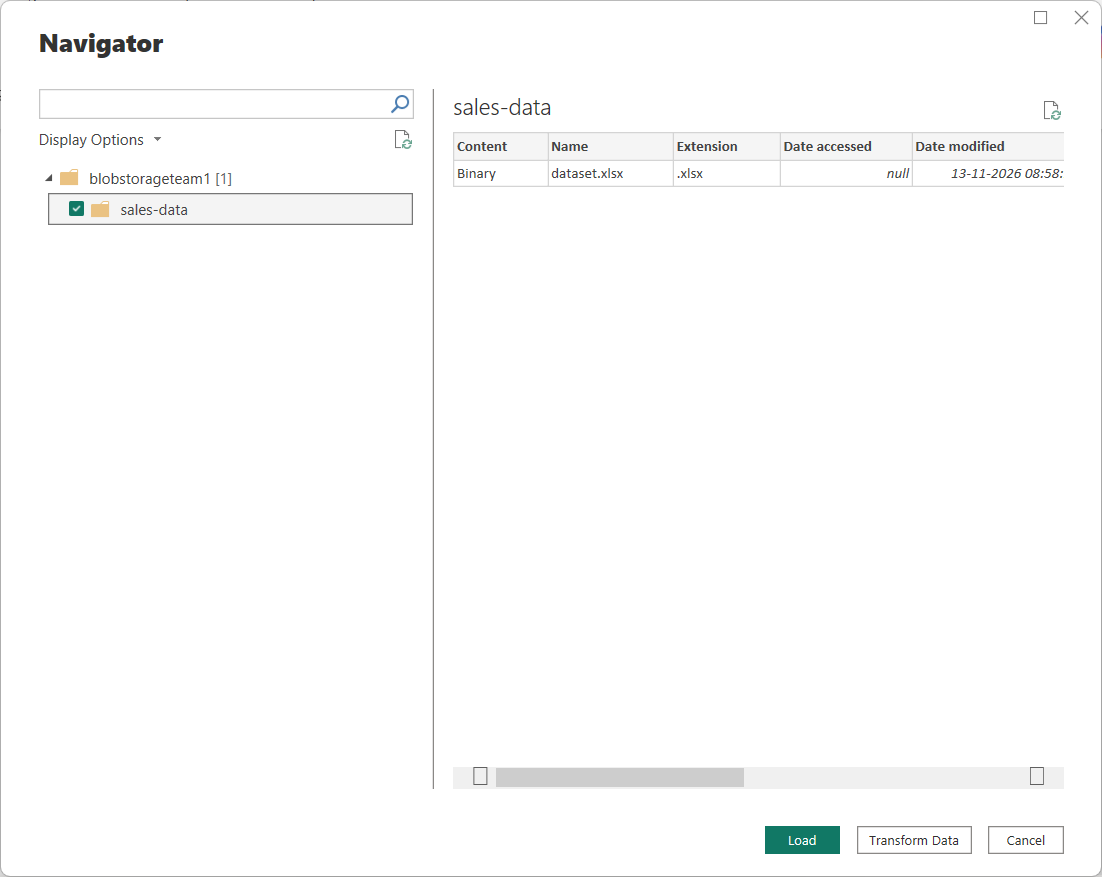 Navigator
Display Options
blobstorageteam1 [1]
sales-data
sales-data
Content Name Extension Date accessed Date modified
Binary dataset.xlsx .xlsx null 13-11-2026 08:58:
Load Transform Data Cancel